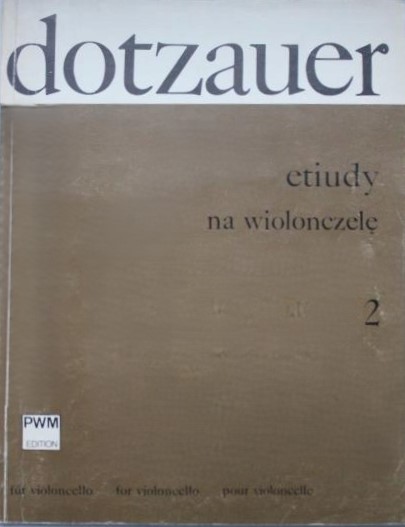 dotzauer
etiudy
na wiolonczelę
2
PWM
EDITION
für violoncello for violoncello pour violoncelle